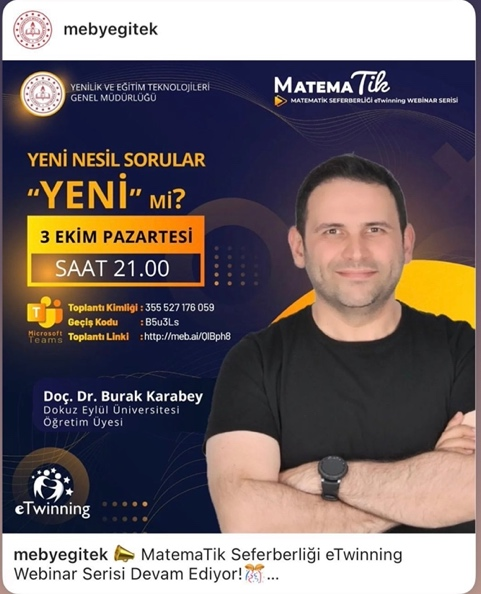 mebyegitek
YENİLİK VE EĞİTİM TEKNOLOJİLERİ
GENEL MÜDÜRLÜĞÜ
MATEMATik
MATEMATİK SEFERBERLİĞİ eTwinning WEBINAR SERİSİ
YENİ NESİL SORULAR
“YENİ” Mİ?
3 EKİM PAZARTESİ
SAAT 21.00
Microsoft
Teams
Toplantı Kimliği : 355 527 176 059
Geçiş Kodu : B5u3Ls
Toplantı Linki : http://meb.ai/QIBph8
Doç. Dr. Burak Karabey
Dokuz Eylül Üniversitesi
Öğretim Üyesi
eTwinning
mebyegitek 📣 MatemaTik Seferberliği eTwinning
Webinar Serisi Devam Ediyor!🎊...